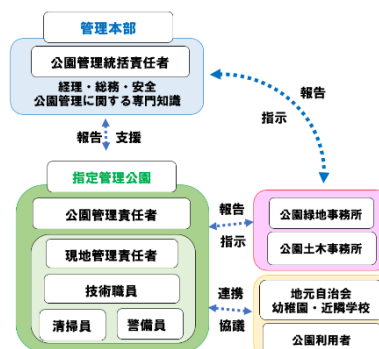 管理本部
公園管理統括責任者
経理・総務・安全
公園管理に関する専門知識
報告
指示
報告 支援
指定管理公園
公園管理責任者
現地管理責任者
技術職員
清掃員 警備員
報告
指示
公園緑地事務所
公園土木事務所
連携
協議
地元自治会
幼稚園・近隣学校
公園利用者